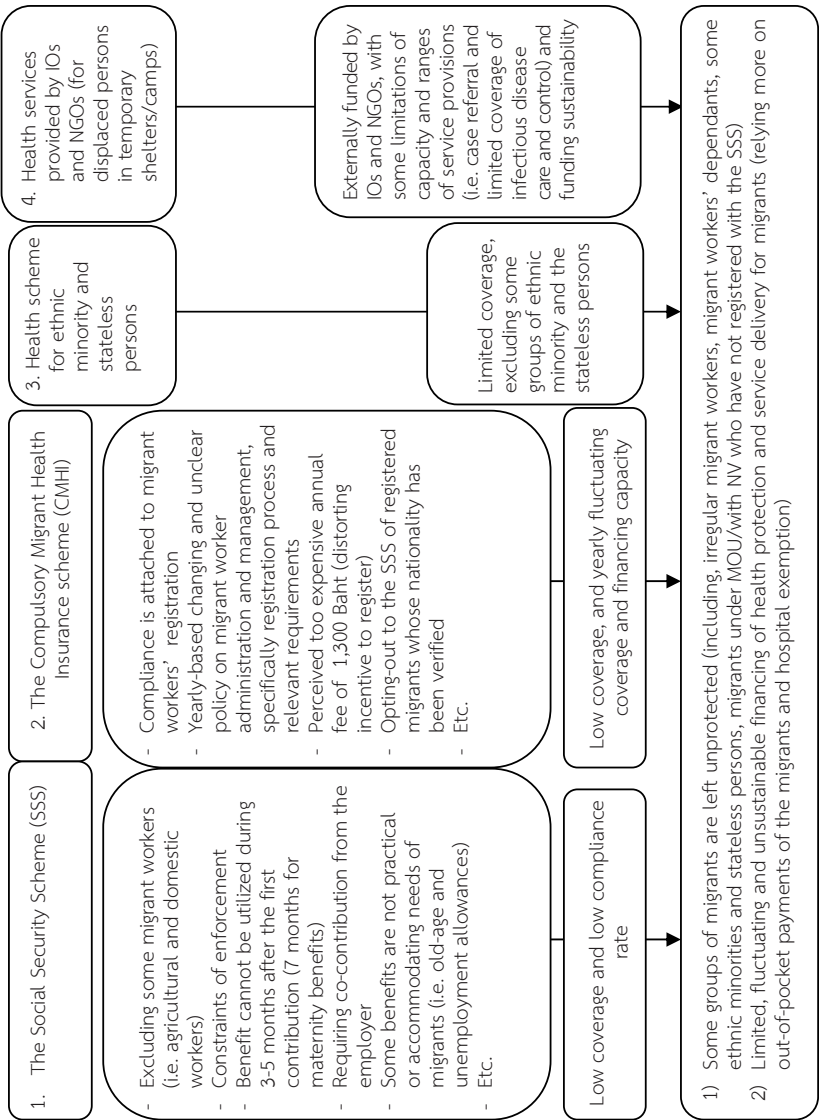 1. The Social Security Scheme (SSS)
- Excluding some migrant workers
(i.e. agricultural and domestic
workers)
- Constraints of enforcement
- Benefit cannot be utilized during
3-5 months after the first
contribution (7 months for
maternity benefits)
- Requiring co-contribution from the
employer
- Some benefits are not practical
or accommodating needs of
migrants (i.e. old-age and
unemployment allowances)
- Etc.
Low coverage and low compliance
rate
2. The Compulsory Migrant Health
Insurance scheme (CMHI)
- Compliance is attached to migrant
workers' registration
- Yearly-based changing and unclear
policy on migrant worker
administration and management,
specifically registration process and
relevant requirements
- Perceived too expensive annual
fee of 1,300 Baht (distorting
incentive to register)
- Opting-out to the SSS of registered
migrants whose nationality has
been verified
- Etc.
Low coverage, and yearly fluctuating
coverage and financing capacity
3. Health scheme
for ethnic
minority and
stateless
persons
Limited coverage,
excluding some
groups of ethnic
minority and the
stateless persons
4. Health services
provided by IOs
and NGOs (for
displaced persons
in temporary
shelters/camps)
Externally funded by
IOs and NGOs, with
some limitations of
capacity and ranges
of service provisions
(i.e. case referral and
limited coverage of
infectious disease
care and control) and
funding sustainability
1) Some groups of migrants are left unprotected (including, irregular migrant workers, migrant workers' dependants, some
ethnic minorities and stateless persons, migrants under MOU/with NV who have not registered with the SSS)
2) Limited, fluctuating and unsustainable financing of health protection and service delivery for migrants (relying more on
out-of-pocket payments of the migrants and hospital exemption)